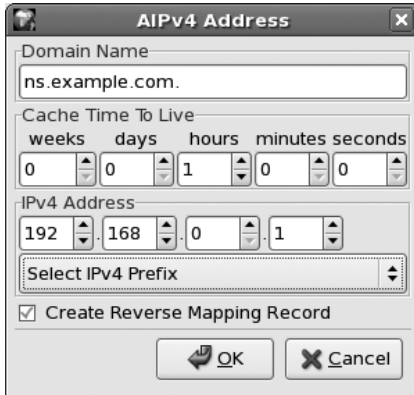 AIPv4 Address
Domain Name
ns.example.com.
Cache Time To Live
weeks days hours minutes seconds
0 0 1 0 0
IPv4 Address
192 . 168 . 0 . 1
Select IPv4 Prefix
Create Reverse Mapping Record
OK Cancel